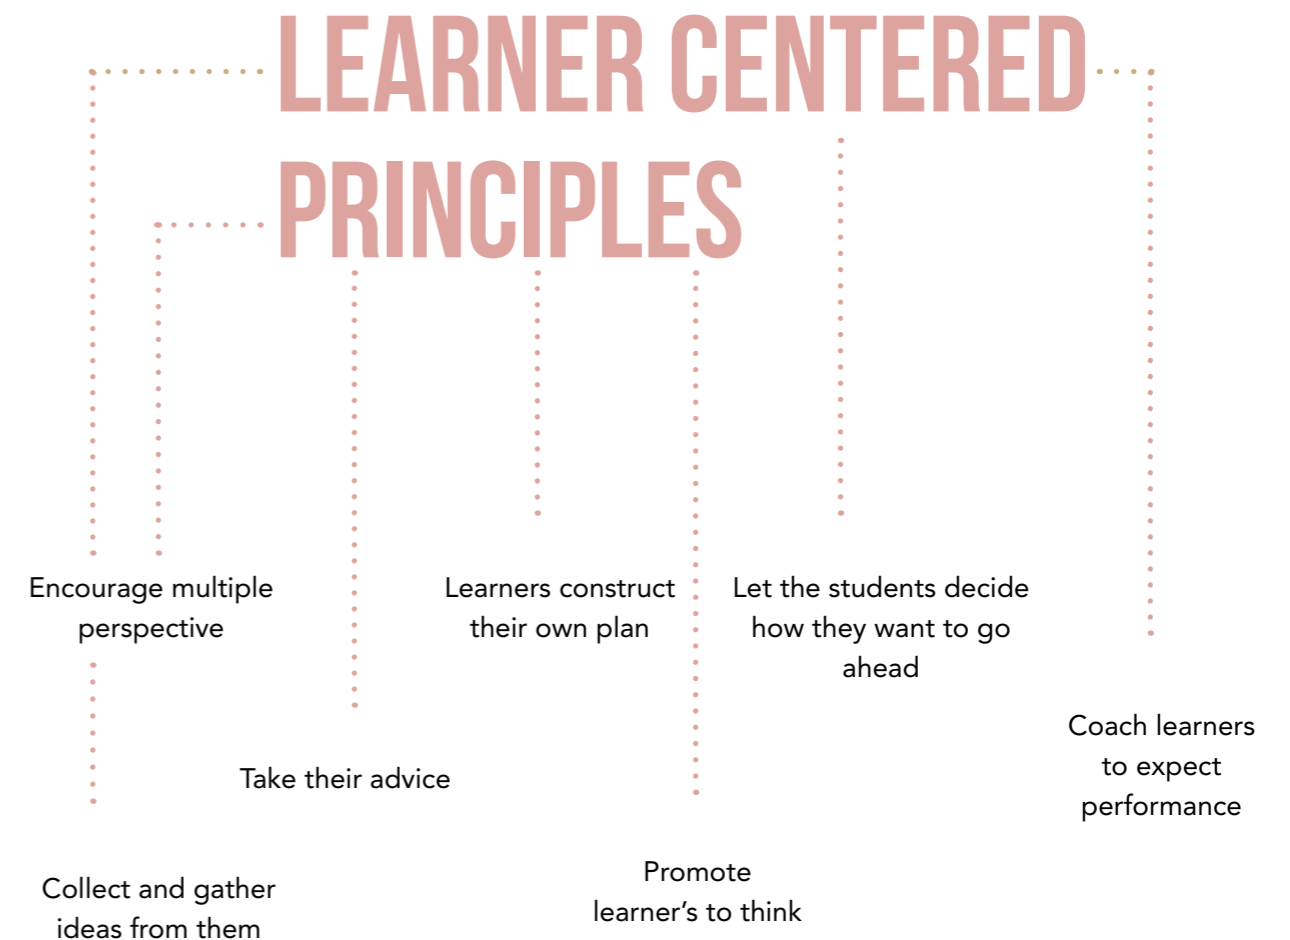 LEARNER CENTERED
PRINCIPLES
Encourage multiple
perspective
Learners construct
their own plan
Let the students decide
how they want to go
ahead
Coach learners
to expect
performance
Take their advice
Promote
learner’s to think
Collect and gather
ideas from them